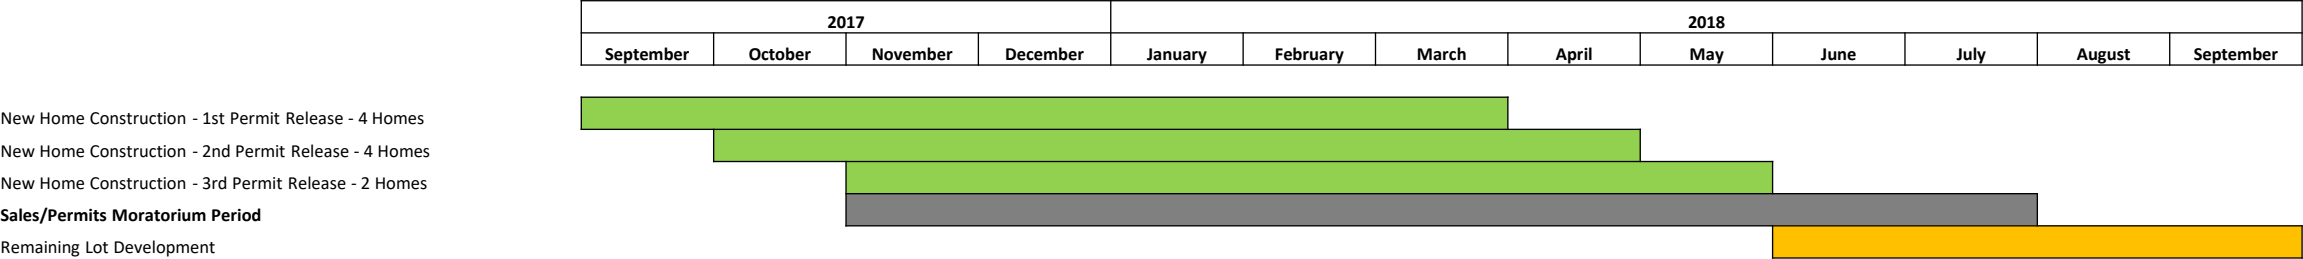 2017 2018
September October November December January February March April May June July August September
New Home Construction - 1st Permit Release - 4 Homes
New Home Construction - 2nd Permit Release - 4 Homes
New Home Construction - 3rd Permit Release - 2 Homes
Sales/Permits Moratorium Period
Remaining Lot Development